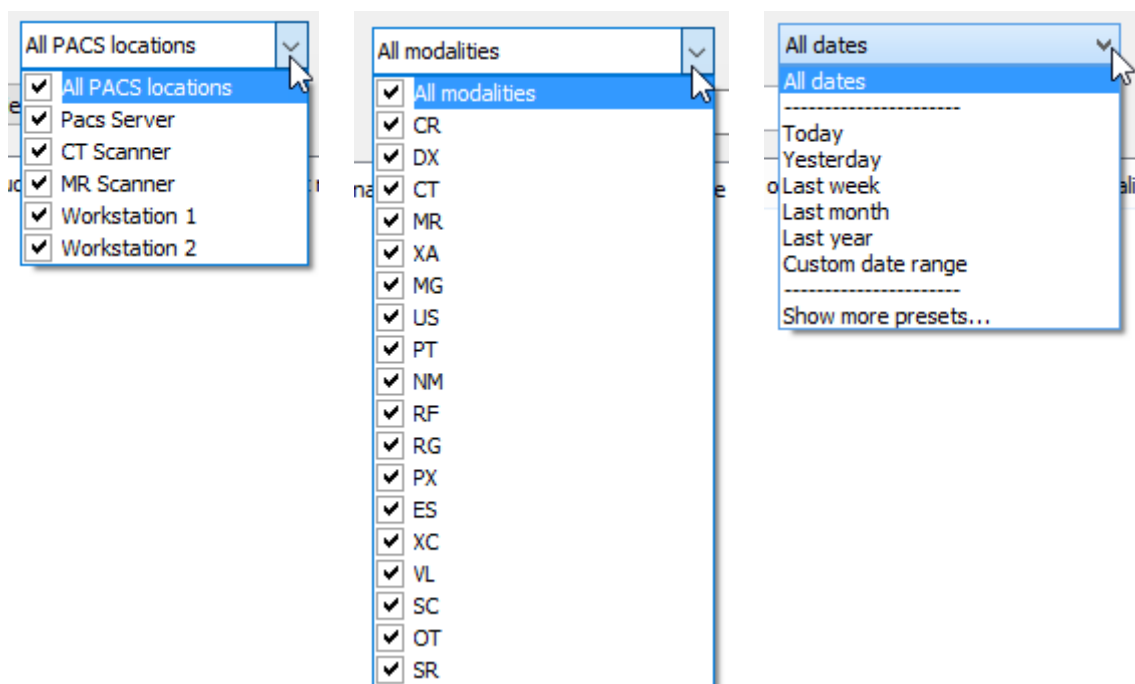 All PACS locations
All PACS locations
Pacs Server
CT Scanner
MR Scanner
Workstation 1
Workstation 2
All modalities
All modalities
CR
DX
CT
MR
XA
MG
US
PT
NM
RF
RG
PX
ES
XC
VL
SC
OT
SR
All dates
All dates
----------------------
Today
Yesterday
Last week
Last month
Last year
Custom date range
----------------------
Show more presets...